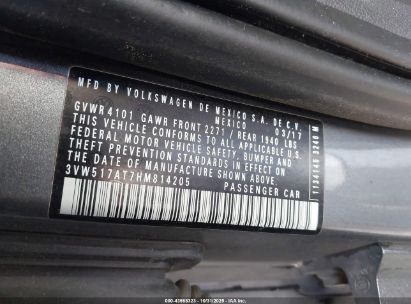 MFD BY VOLKSWAGEN DE MEXICO S.A. DE C.V.
MEXICO 03/17
GVWR 4101 GAWR FRONT 2271 / REAR 1940 LBS
THIS VEHICLE CONFORMS TO ALL APPLICABLE
FEDERAL MOTOR VEHICLE SAFETY, BUMPER AND
THEFT PREVENTION STANDARDS IN EFFECT ON
THE DATE OF MANUFACTURE SHOWN ABOVE.
3VW517AT7HM814205 PASSENGER CAR